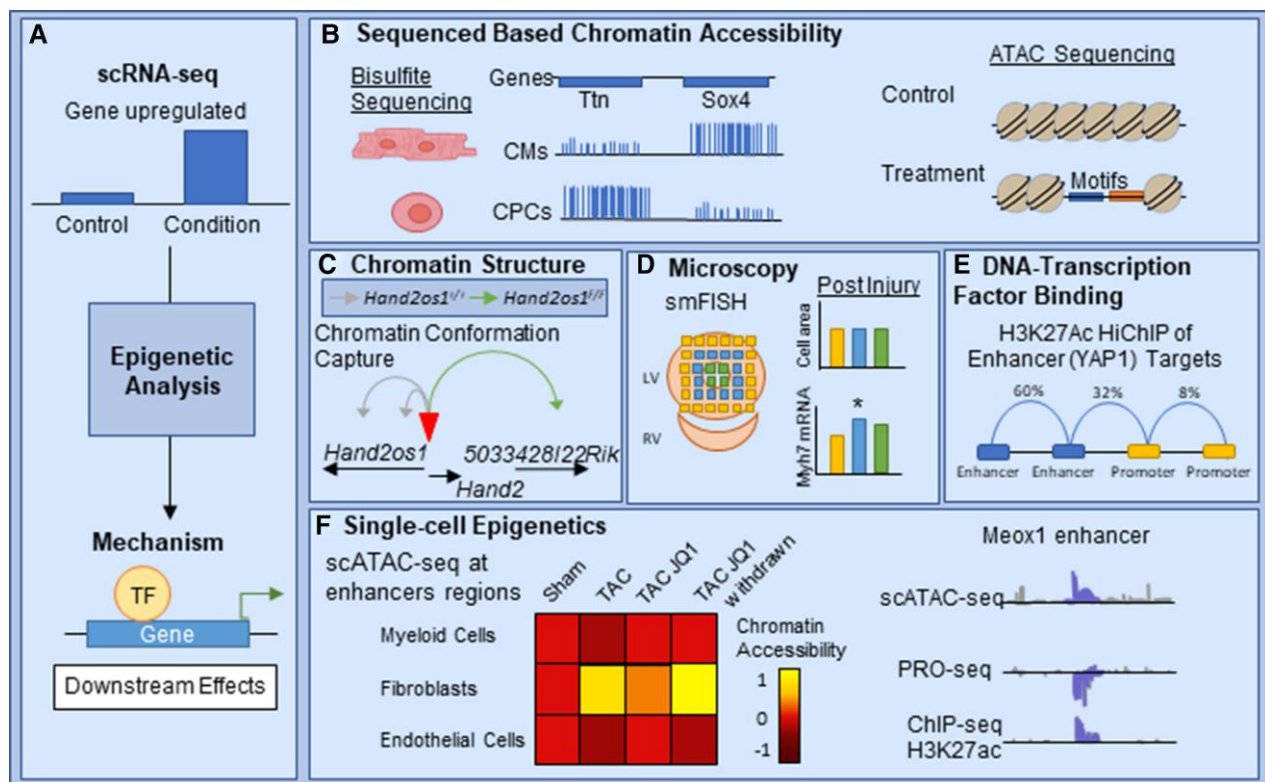 A
scRNA-seq
Gene upregulated
Control
Condition
Epigenetic
Analysis
Mechanism
TF
Gene
Downstream Effects
B
Sequenced Based Chromatin Accessibility
Bisulfite
Sequencing
Genes
Ttn
Sox4
CMs
CPCs
ATAC Sequencing
Control
Treatment
Motifs
C
Chromatin Structure
Hand2os1+/+
Hand2os1F/F
Chromatin Conformation
Capture
Hand2os1
5033428I22Rik
Hand2
D
Microscopy
smFISH
LV
RV
Post Injury
Cell area
Myh7 mRNA
*
E
DNA-Transcription
Factor Binding
H3K27Ac HiChIP of
Enhancer (YAP1) Targets
60%
32%
8%
Enhancer
Enhancer
Promoter
Promoter
F
Single-cell Epigenetics
scATAC-seq at
enhancers regions
Sham
TAC
TAC JQ1
TAC JQ1
withdrawn
Myeloid Cells
Fibroblasts
Endothelial Cells
Chromatin
Accessibility
1
0
-1
Meox1 enhancer
scATAC-seq
PRO-seq
ChIP-seq
H3K27ac